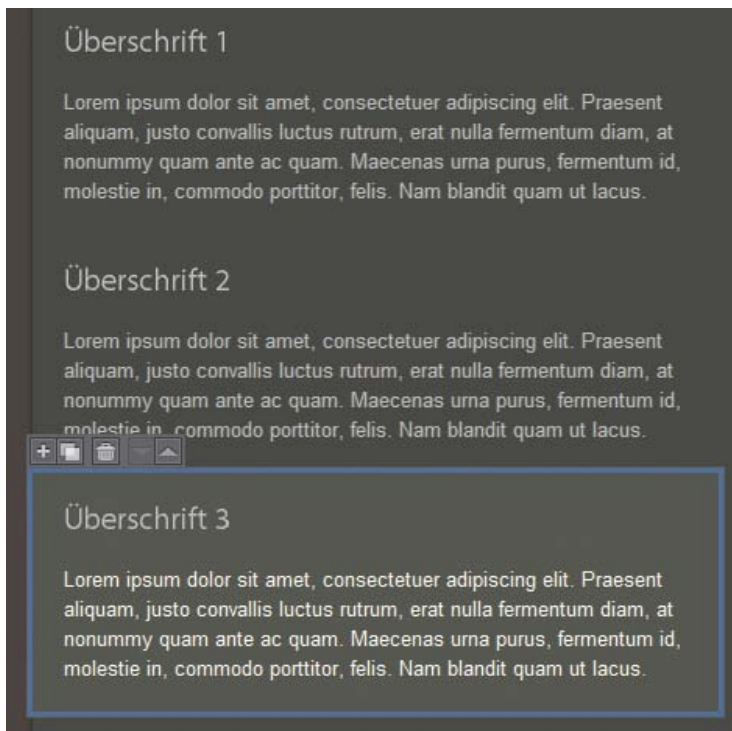 Überschrift 1
Lorem ipsum dolor sit amet, consectetuer adipiscing elit. Praesent
aliquam, justo convallis luctus rutrum, erat nulla fermentum diam, at
nonummy quam ante ac quam. Maecenas urna purus, fermentum id,
molestie in, commodo porttitor, felis. Nam blandit quam ut lacus.
Überschrift 2
Lorem ipsum dolor sit amet, consectetuer adipiscing elit. Praesent
aliquam, justo convallis luctus rutrum, erat nulla fermentum diam, at
nonummy quam ante ac quam. Maecenas urna purus, fermentum id,
molestie in, commodo porttitor, felis. Nam blandit quam ut lacus.
Überschrift 3
Lorem ipsum dolor sit amet, consectetuer adipiscing elit. Praesent
aliquam, justo convallis luctus rutrum, erat nulla fermentum diam, at
nonummy quam ante ac quam. Maecenas urna purus, fermentum id,
molestie in, commodo porttitor, felis. Nam blandit quam ut lacus.